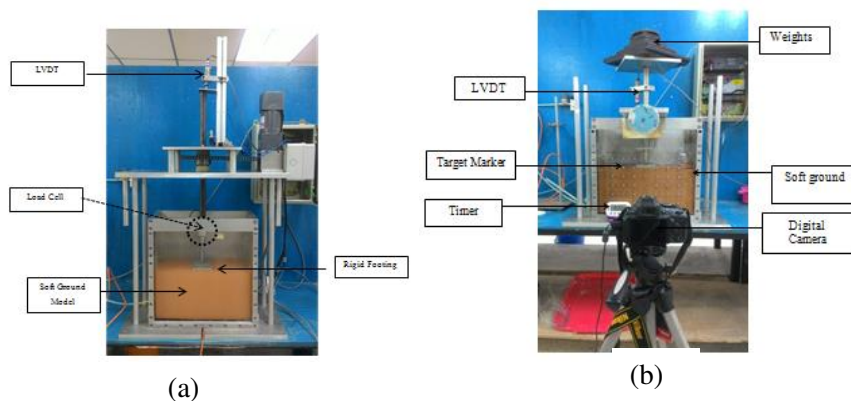 LVDT
Load Cell
Soft Ground
Model
Rigid Footing
(a)
Weights
LVDT
Target Marker
Soft ground
Timer
Digital
Camera
(b)